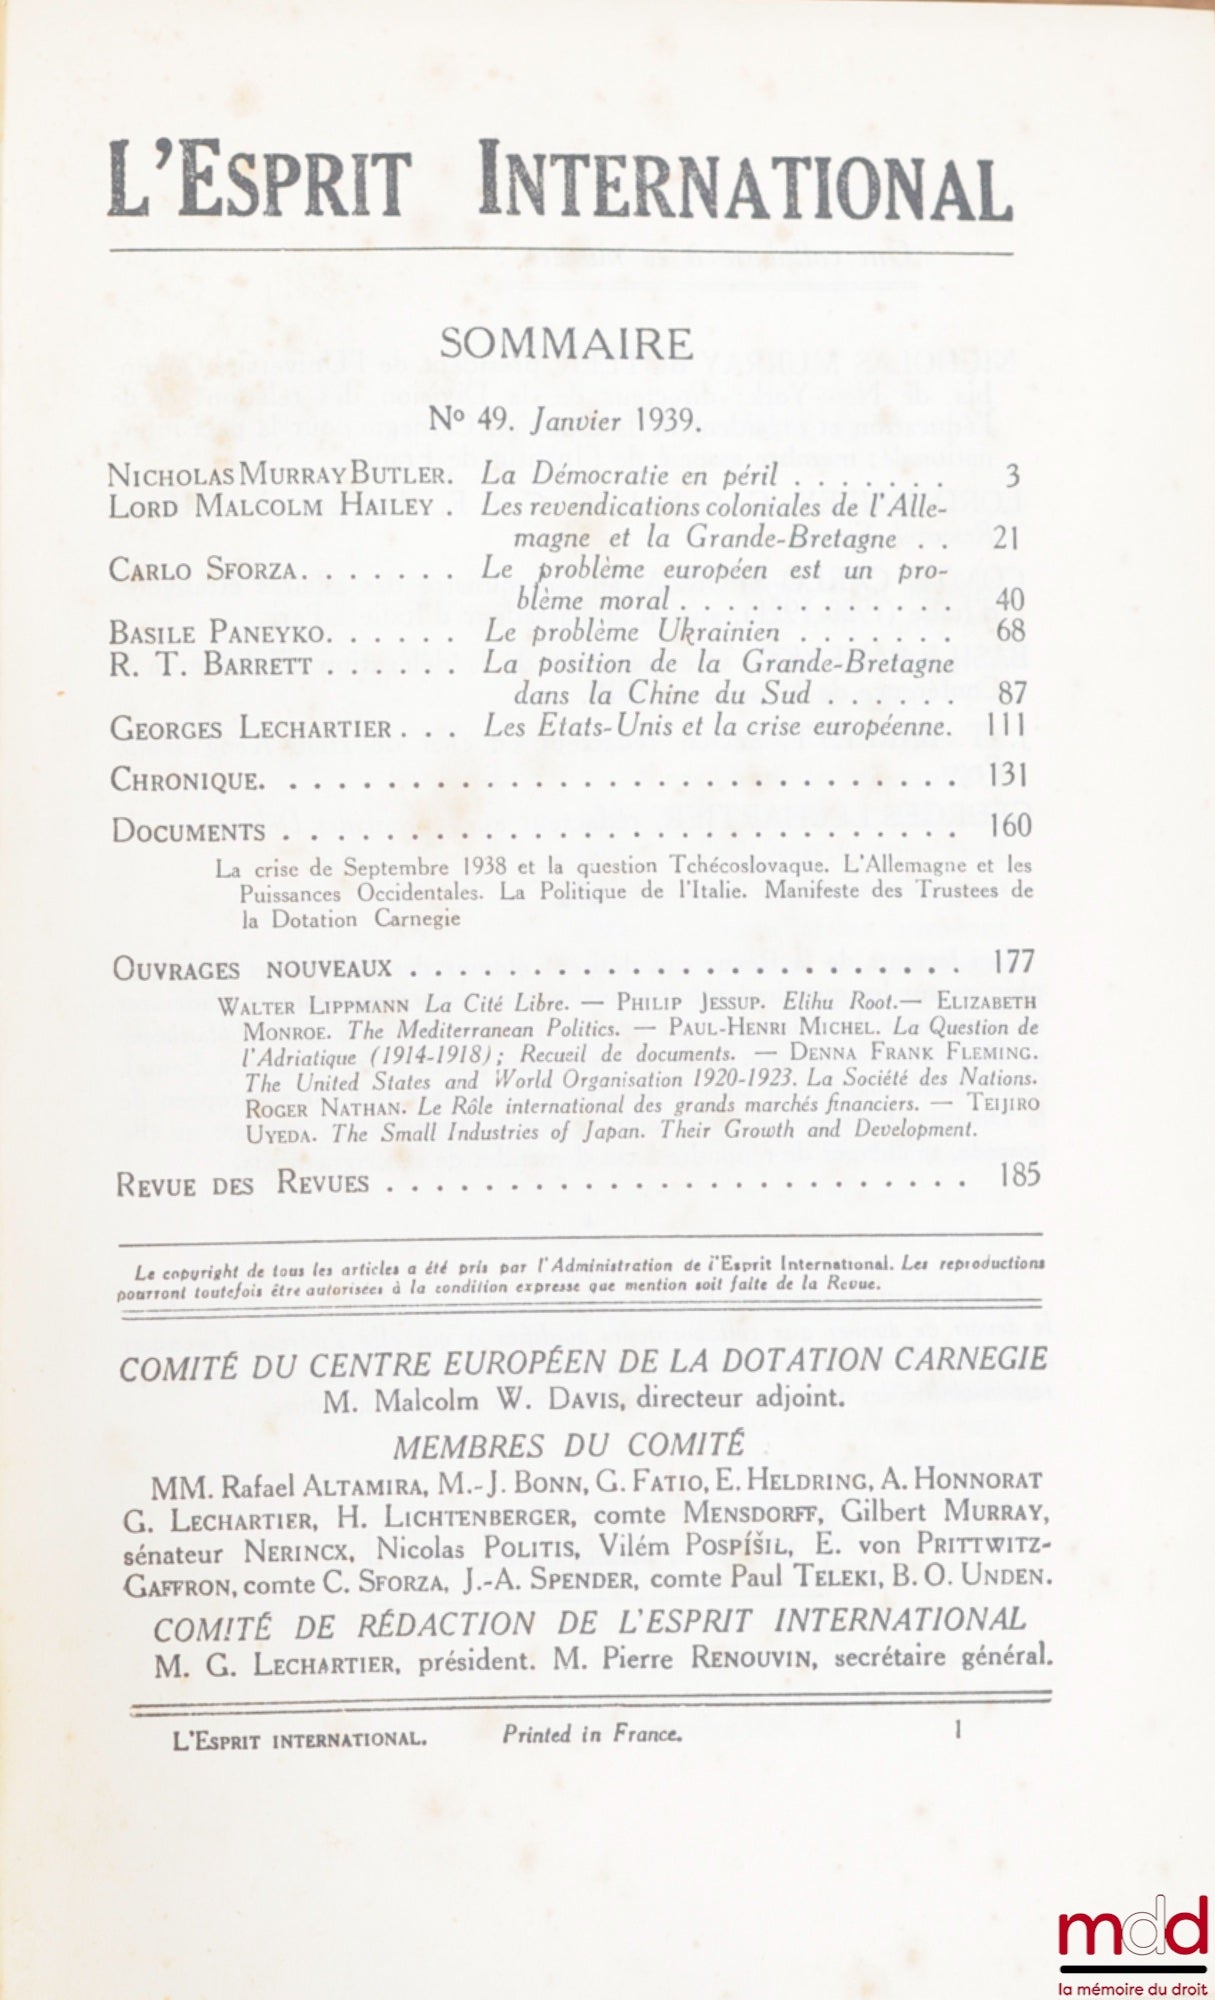 L'ESPRIT INTERNATIONAL
SOMMAIRE
Nº 49. Janvier 1939.
NICHOLAS MURRAY BUTLER. La Démocratie en péril . . . . . . . 3
LORD MALCOLM HAILEY . Les revendications coloniales de l'Alle-
magne et la Grande-Bretagne . . 21
CARLO SFORZA. . . . . . . Le problème européen est un pro-
blème moral . . . . . . . . . . . . 40
BASILE PANEYKO. . . . . . Le problème Ukrainien . . . . . . . 68
R. T. BARRETT . . . . . . La position de la Grande-Bretagne
dans la Chine du Sud . . . . . . 87
GEORGES LECHARTIER . . . Les Etats-Unis et la crise européenne. 111
CHRONIQUE. . . . . . . . . . . . . . . . . . . . . . . . . . . . 131
DOCUMENTS . . . . . . . . . . . . . . . . . . . . . . . . . . . 160
La crise de Septembre 1938 et la question Tchécoslovaque. L'Allemagne et les
Puissances Occidentales. La Politique de l'Italie. Manifeste des Trustees de
la Dotation Carnegie
OUVRAGES NOUVEAUX . . . . . . . . . . . . . . . . . . . . . . 177
WALTER LIPPMANN La Cité Libre. — PHILIP JESSUP. Elihu Root.— ELIZABETH
MONROE. The Mediterranean Politics. — PAUL-HENRI MICHEL. La Question de
l'Adriatique (1914-1918); Recueil de documents. — DENNA FRANK FLEMING.
The United States and World Organisation 1920-1923. La Société des Nations.
ROGER NATHAN. Le Rôle international des grands marchés financiers. — TEIJIRO
UYEDA. The Small Industries of Japan. Their Growth and Development.
REVUE DES REVUES . . . . . . . . . . . . . . . . . . . . . . . . 185
Le copyright de tous les articles a été pris par l'Administration de l'Esprit International. Les reproductions
pourront toutefois être autorisées à la condition expresse que mention soit faite de la Revue.
COMITÉ DU CENTRE EUROPÉEN DE LA DOTATION CARNEGIE
M. Malcolm W. DAVIS, directeur adjoint.
MEMBRES DU COMITÉ
MM. Rafael ALTAMIRA, M.-J. BONN, G. FATIO, E. HELDRING, A. HONNORAT
G. LECHARTIER, H. LICHTENBERGER, comte MENSDORFF, Gilbert MURRAY,
sénateur NERINCX, Nicolas POLITIS, Vilém POSPÍŠIL, E. von PRITTWITZ-
GAFFRON, comte C. SFORZA, J.-A. SPENDER, comte Paul TELEKI, B. O. UNDEN.
COMITÉ DE RÉDACTION DE L'ESPRIT INTERNATIONAL
M. G. LECHARTIER, président. M. Pierre RENOUVIN, secrétaire général.
L'ESPRIT INTERNATIONAL. Printed in France. 1
mdd
la mémoire du droit